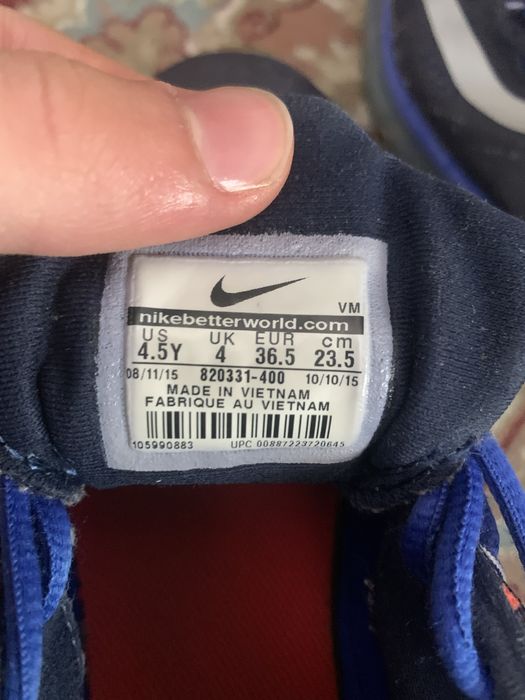 VM
nikebetterworld.com
US UK EUR cm
4.5Y 4 36.5 23.5
08/11/15 820331-400 10/10/15
MADE IN VIETNAM
FABRIQUE AU VIETNAM
105990883 UPC 00887223720645